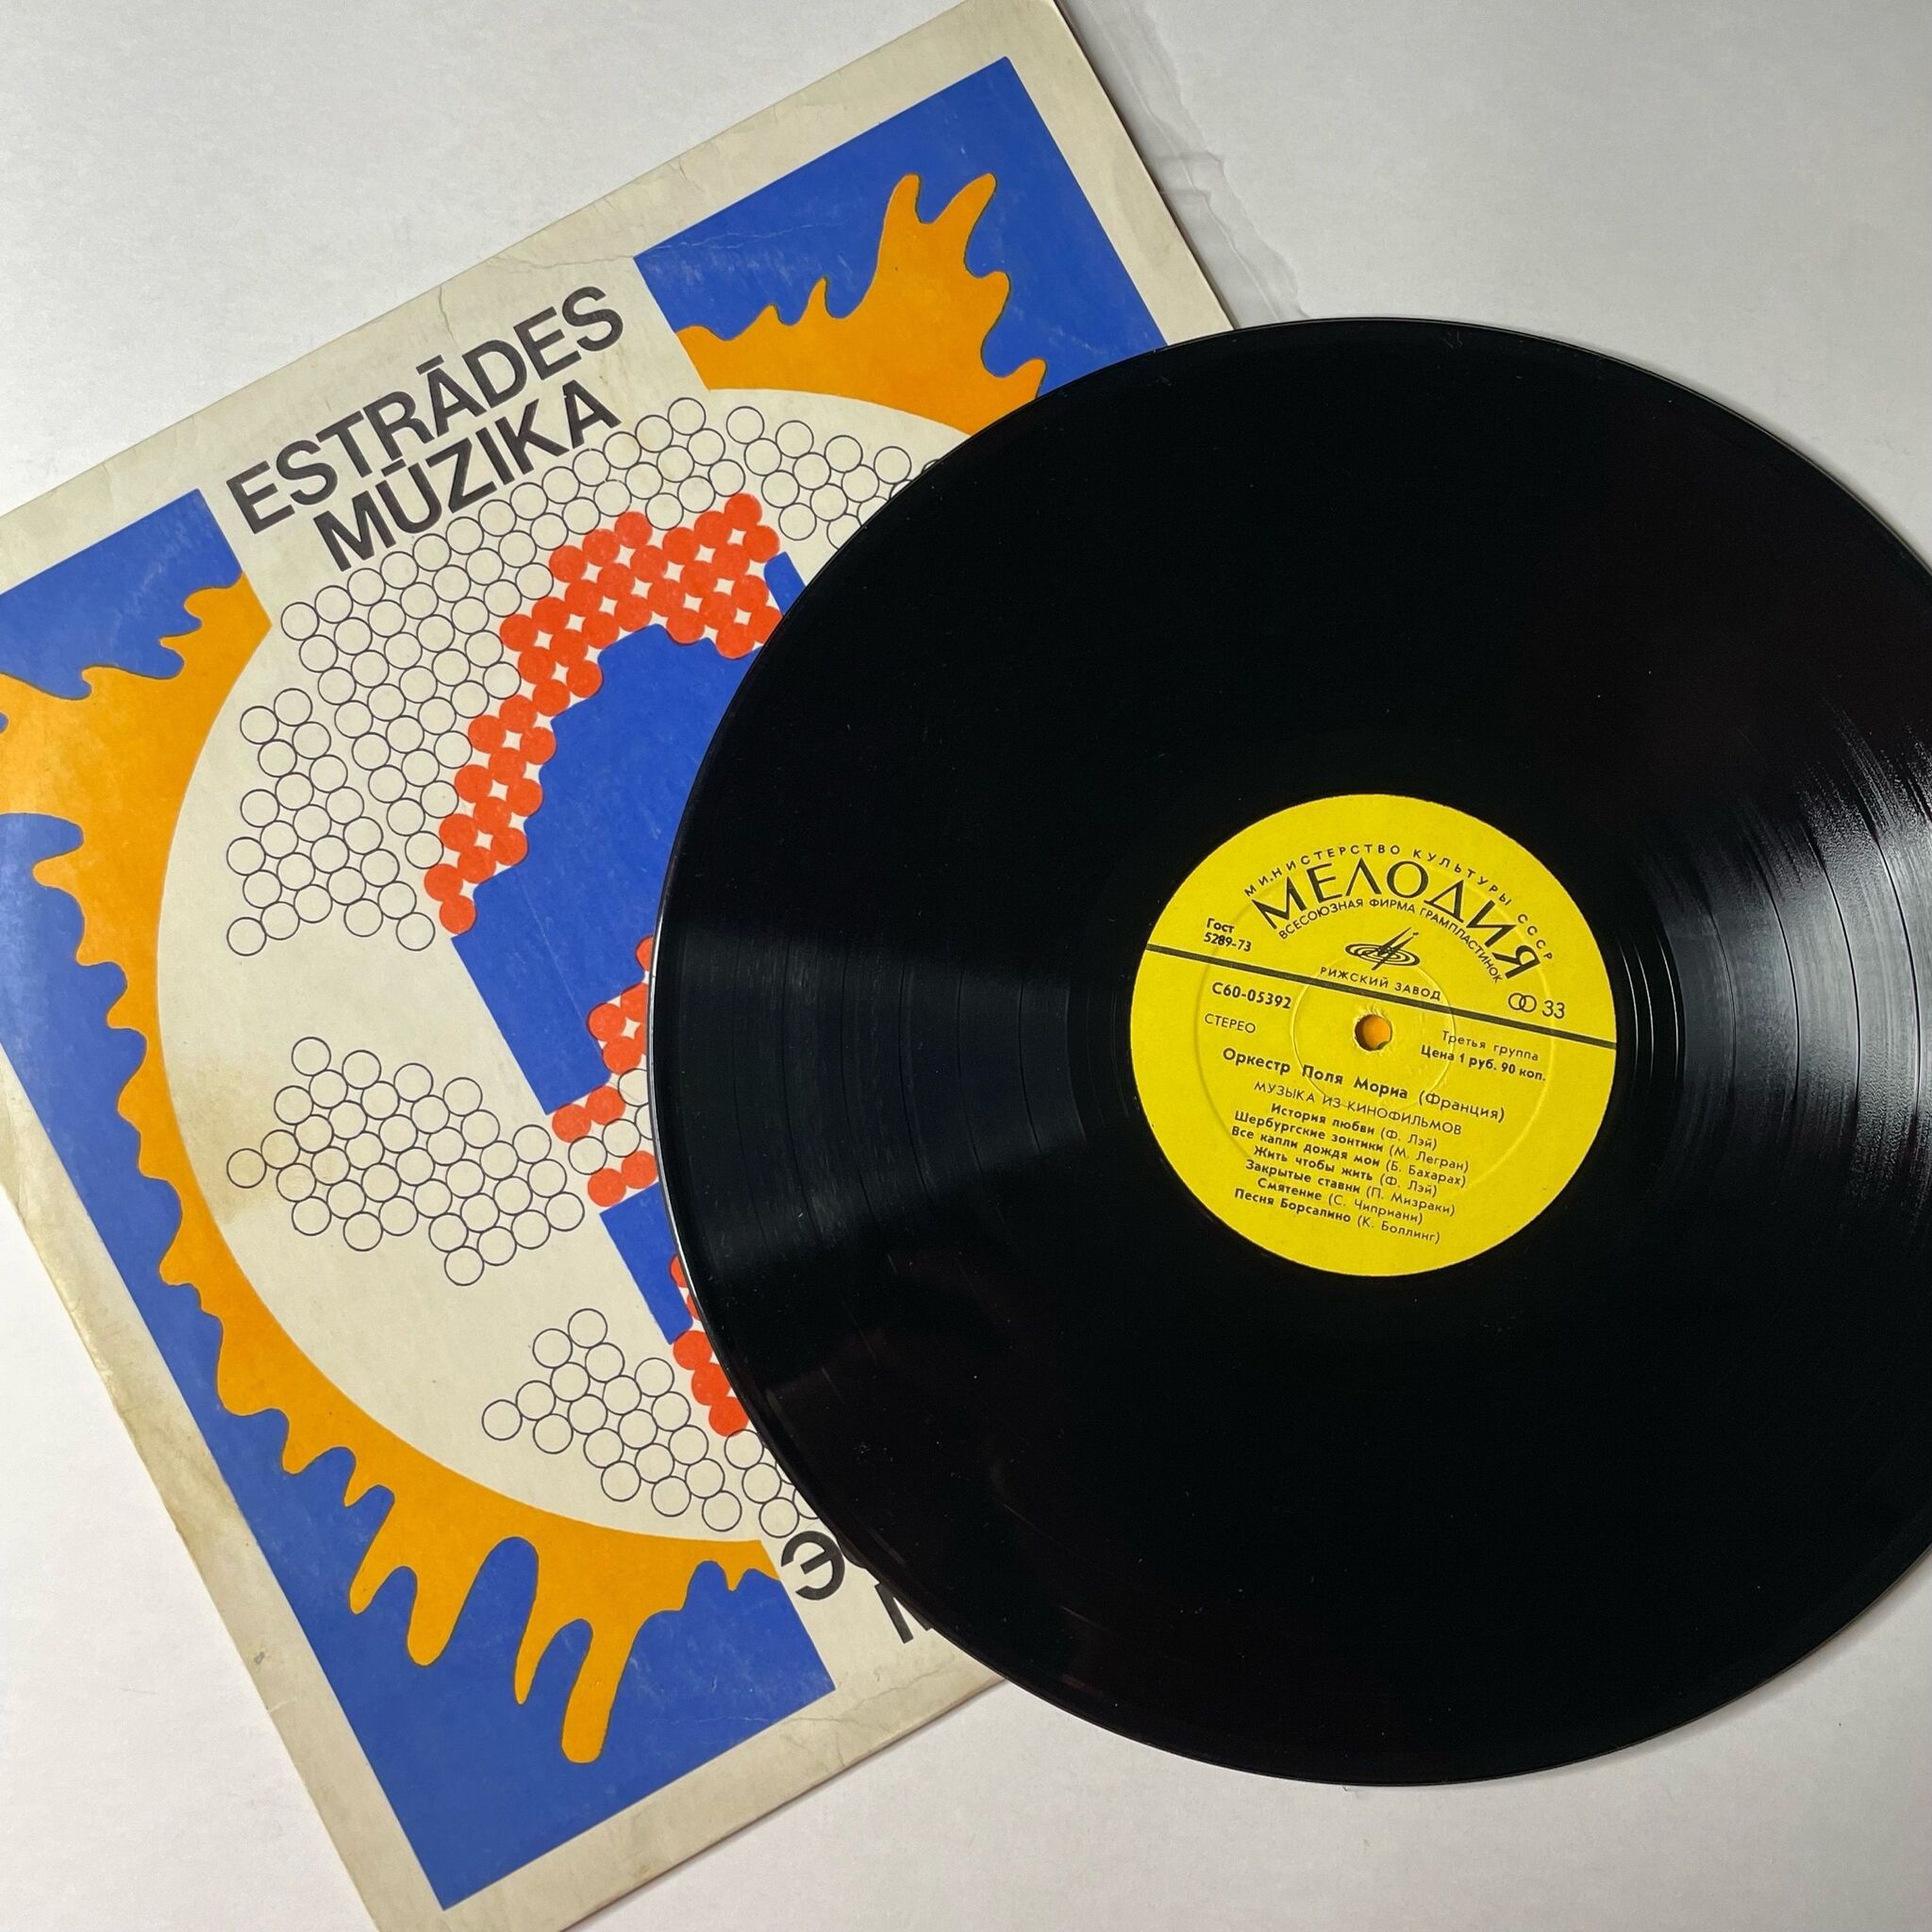 ESTRĀDES
MŪZIKA
Э
МИНИСТЕРСТВО КУЛЬТУРЫ СССР
МЕЛОДИЯ
ВСЕСОЮЗНАЯ ФИРМА ГРАМПЛАСТИНОК
Гост
5289-73
РИЖСКИЙ ЗАВОД
33
С60-05392
СТЕРЕО
Третья группа
Цена 1 руб. 90 коп.
Оркестр Поля Мориа (Франция)
МУЗЫКА ИЗ КИНОФИЛЬМОВ
История любви (Ф. Лэй)
Шербургские зонтики (М. Легран)
Все капли дождя мои (Б. Бахарах)
Жить чтобы жить (Ф. Лэй)
Закрытые ставни (П. Мизраки)
Смятение (С. Чиприани)
Песня Борсалино (К. Боллинг)